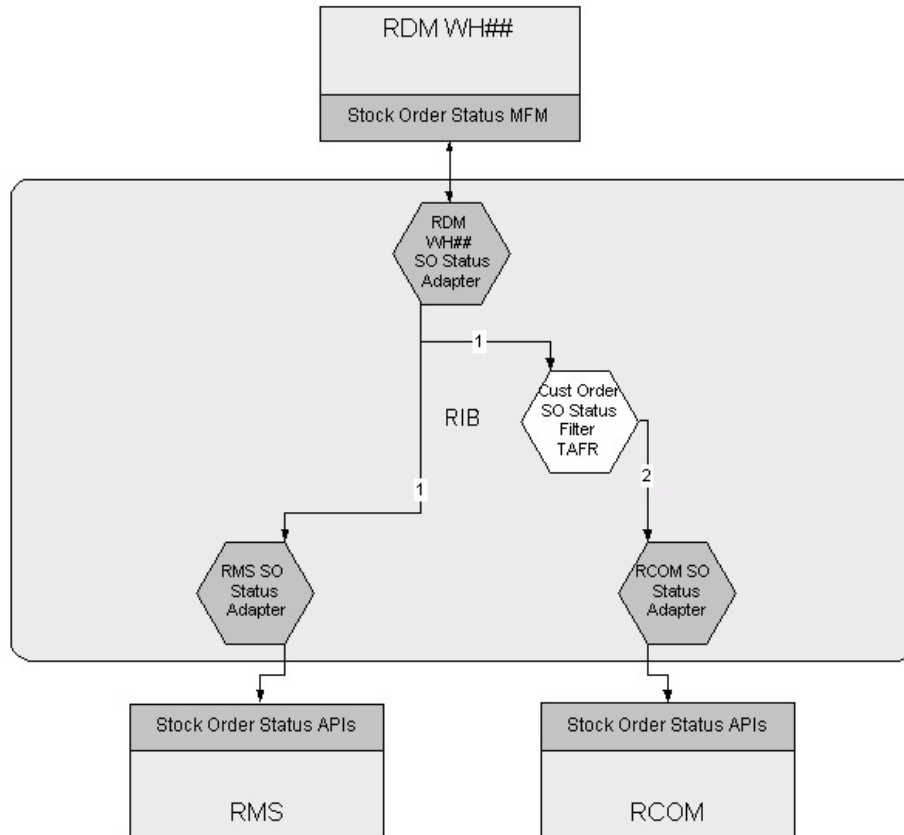 RDM WH##
Stock Order Status MFM
RDM
WH##
SO Status
Adapter
1
Cust Order
SO Status
Filter
TAFR
RIB
2
1
RMS SO
Status
Adapter
RCOM SO
Status
Adapter
Stock Order Status APIs
RMS
Stock Order Status APIs
RCOM